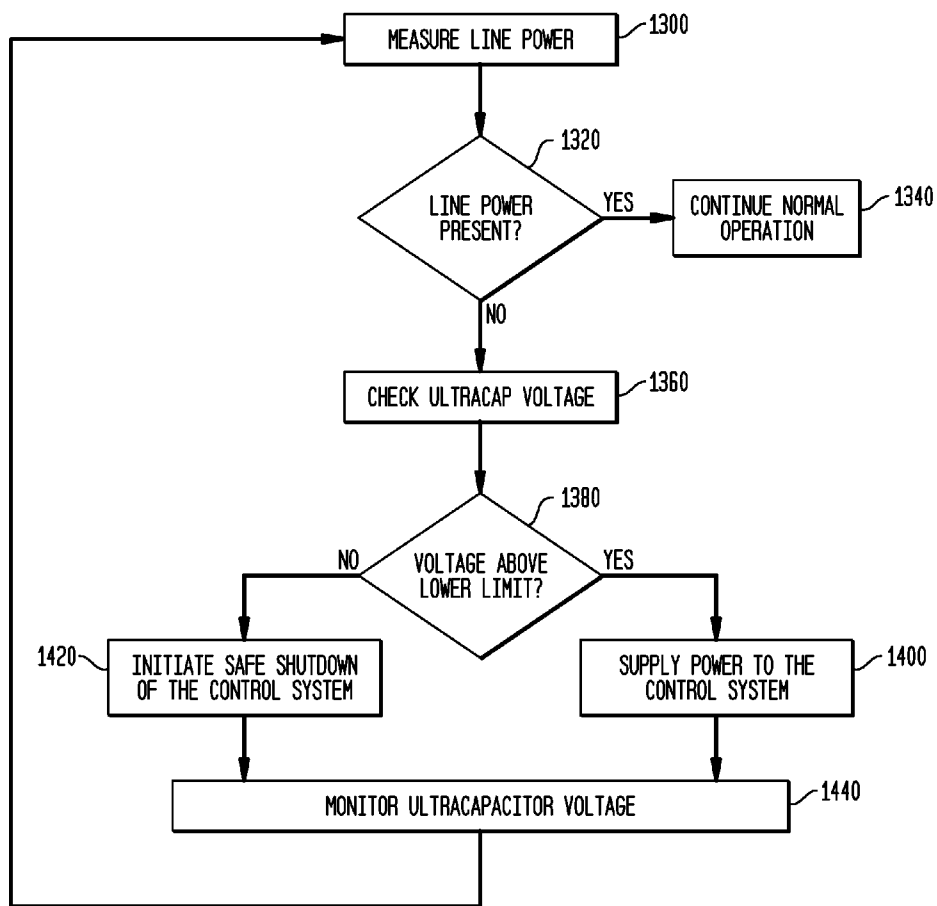 MEASURE LINE POWER
1300
1320
LINE POWER
PRESENT?
YES
CONTINUE NORMAL
OPERATION
1340
NO
CHECK ULTRACAP VOLTAGE
1360
1380
NO
VOLTAGE ABOVE
LOWER LIMIT?
YES
1420
INITIATE SAFE SHUTDOWN
OF THE CONTROL SYSTEM
SUPPLY POWER TO THE
CONTROL SYSTEM
1400
MONITOR ULTRACAPACITOR VOLTAGE
1440